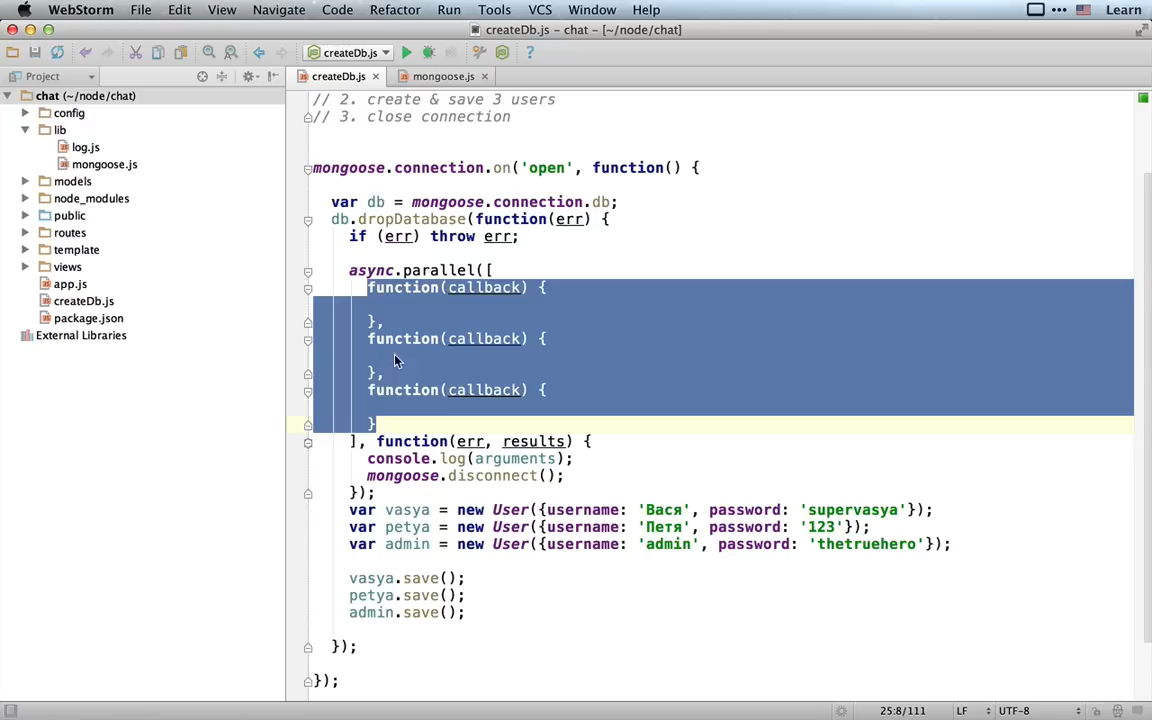 WebStorm File Edit View Navigate Code Refactor Run Tools VCS Window Help Learn
createDb.js – chat – [~/node/chat]
createDb.js
Project
createDb.js mongoose.js
chat (~/node/chat)
config
lib
log.js
mongoose.js
models
node_modules
public
routes
template
views
app.js
createDb.js
package.json
External Libraries
// 2. create & save 3 users
// 3. close connection
mongoose.connection.on('open', function() {
var db = mongoose.connection.db;
db.dropDatabase(function(err) {
if (err) throw err;
async.parallel([
function(callback) {
},
function(callback) {
},
function(callback) {
}
], function(err, results) {
console.log(arguments);
mongoose.disconnect();
});
var vasya = new User({username: 'Вася', password: 'supervasya'});
var petya = new User({username: 'Петя', password: '123'});
var admin = new User({username: 'admin', password: 'thetruehero'});
vasya.save();
petya.save();
admin.save();
});
});
25:8/111 LF UTF-8